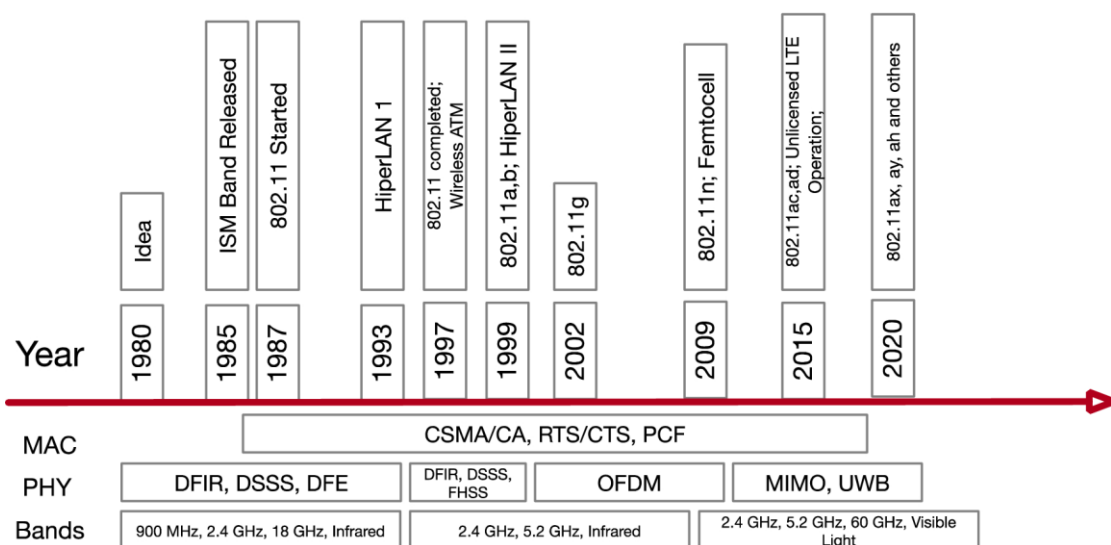 Idea
ISM Band Released
802.11 Started
HiperLAN 1
802.11 completed;
Wireless ATM
802.11a,b; HiperLAN II
802.11g
802.11n; Femtocell
802.11ac,ad; Unlicensed LTE
Operation;
802.11ax, ay, ah and others
Year
1980
1985
1987
1993
1997
1999
2002
2009
2015
2020
MAC
CSMA/CA, RTS/CTS, PCF
PHY
DFIR, DSSS, DFE
DFIR, DSSS,
FHSS
OFDM
MIMO, UWB
Bands
900 MHz, 2.4 GHz, 18 GHz, Infrared
2.4 GHz, 5.2 GHz, Infrared
2.4 GHz, 5.2 GHz, 60 GHz, Visible
Light